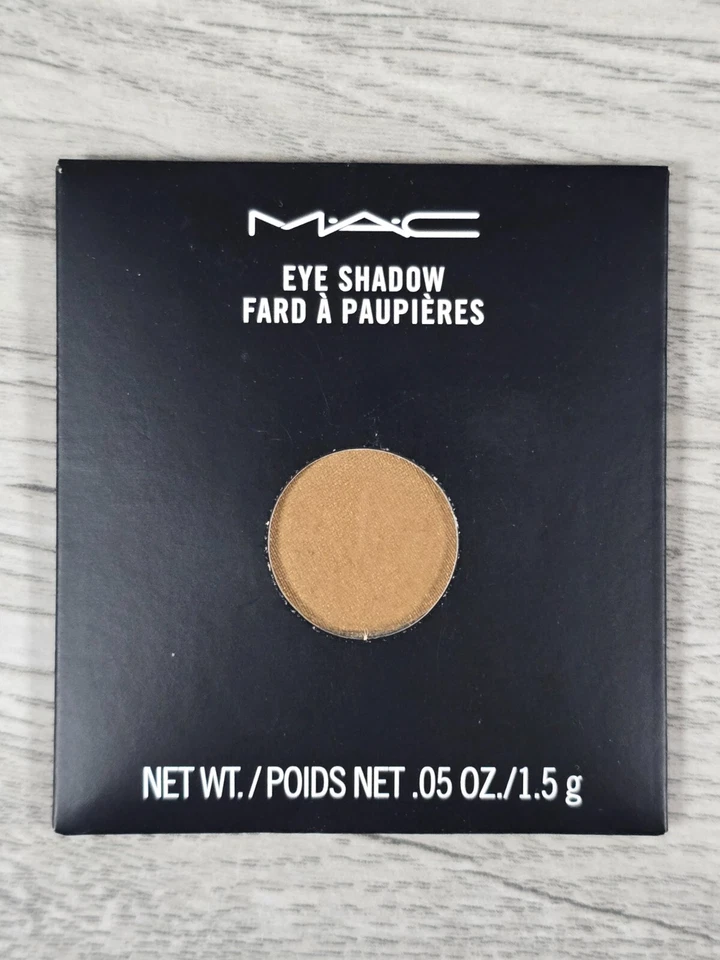 M·A·C
EYE SHADOW
FARD À PAUPIÈRES
NET WT. / POIDS NET .05 OZ./1.5 g